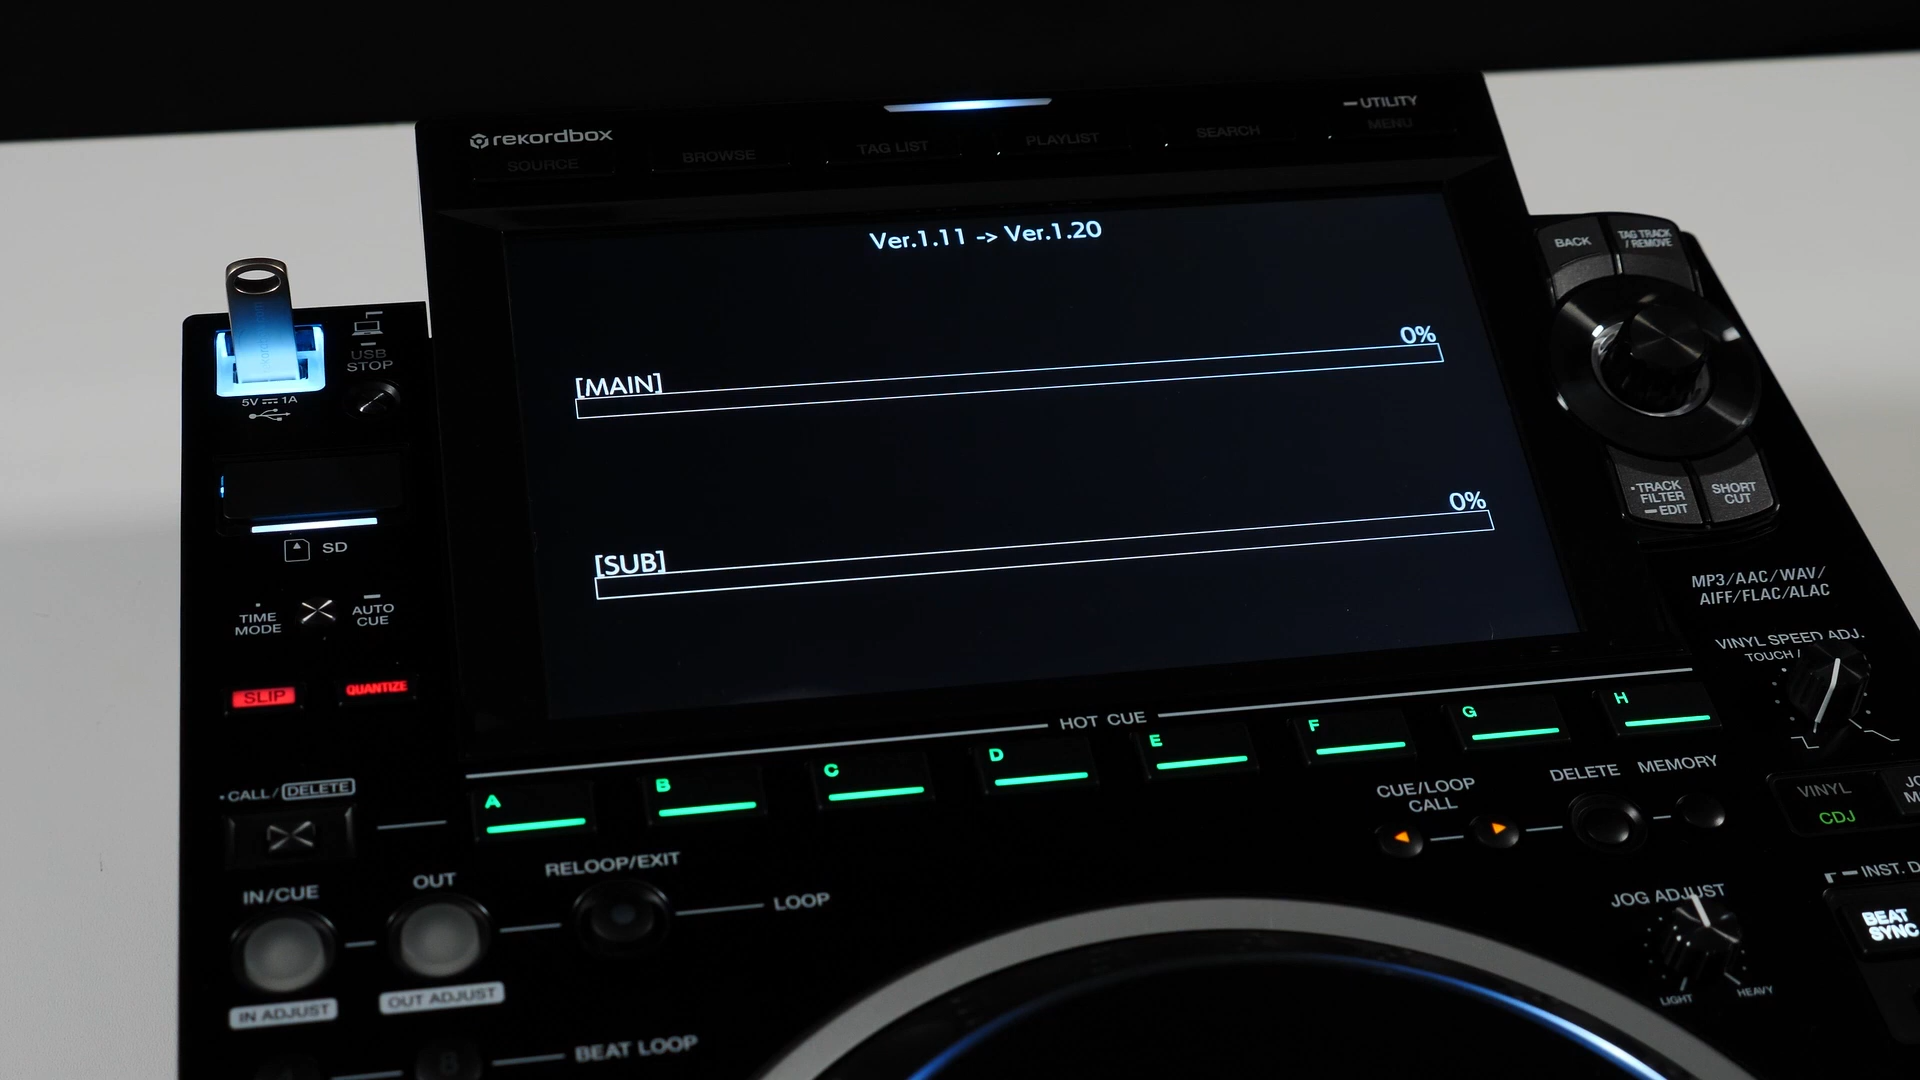 rekordbox
SOURCE
BROWSE
TAG LIST
PLAYLIST
SEARCH
UTILITY
MENU
Ver.1.11 -> Ver.1.20
0%
[MAIN]
0%
[SUB]
USB
STOP
5V 1A
SD
TIME
MODE
AUTO
CUE
SLIP
QUANTIZE
BACK
TAG TRACK
/ REMOVE
TRACK
FILTER
EDIT
SHORT
CUT
MP3/AAC/WAV/
AIFF/FLAC/ALAC
VINYL SPEED ADJ.
TOUCH /
HOT CUE
A
B
C
D
E
F
G
H
CALL / DELETE
CUE/LOOP
CALL
DELETE
MEMORY
VINYL
CDJ
IN/CUE
OUT
RELOOP/EXIT
LOOP
JOG ADJUST
LIGHT
HEAVY
INST. D
BEAT
SYNC
IN ADJUST
OUT ADJUST
8
BEAT LOOP